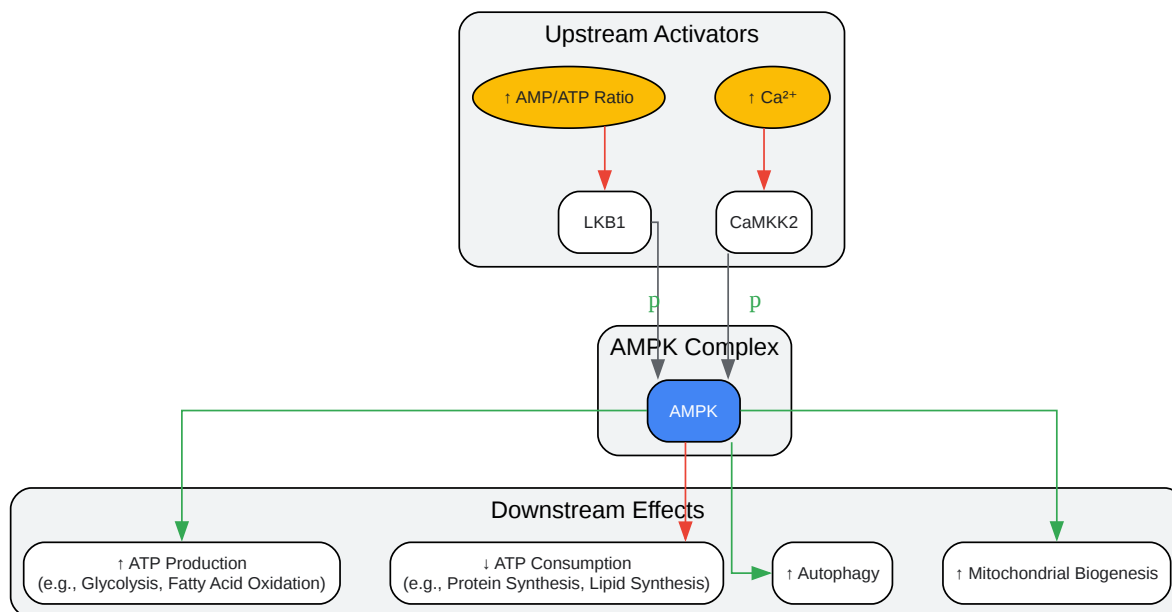 Upstream Activators
↑ AMP/ATP Ratio
↑ Ca²⁺
LKB1
CaMKK2
p
p
AMPK Complex
AMPK
Downstream Effects
↑ ATP Production
(e.g., Glycolysis, Fatty Acid Oxidation)
↓ ATP Consumption
(e.g., Protein Synthesis, Lipid Synthesis)
↑ Autophagy
↑ Mitochondrial Biogenesis